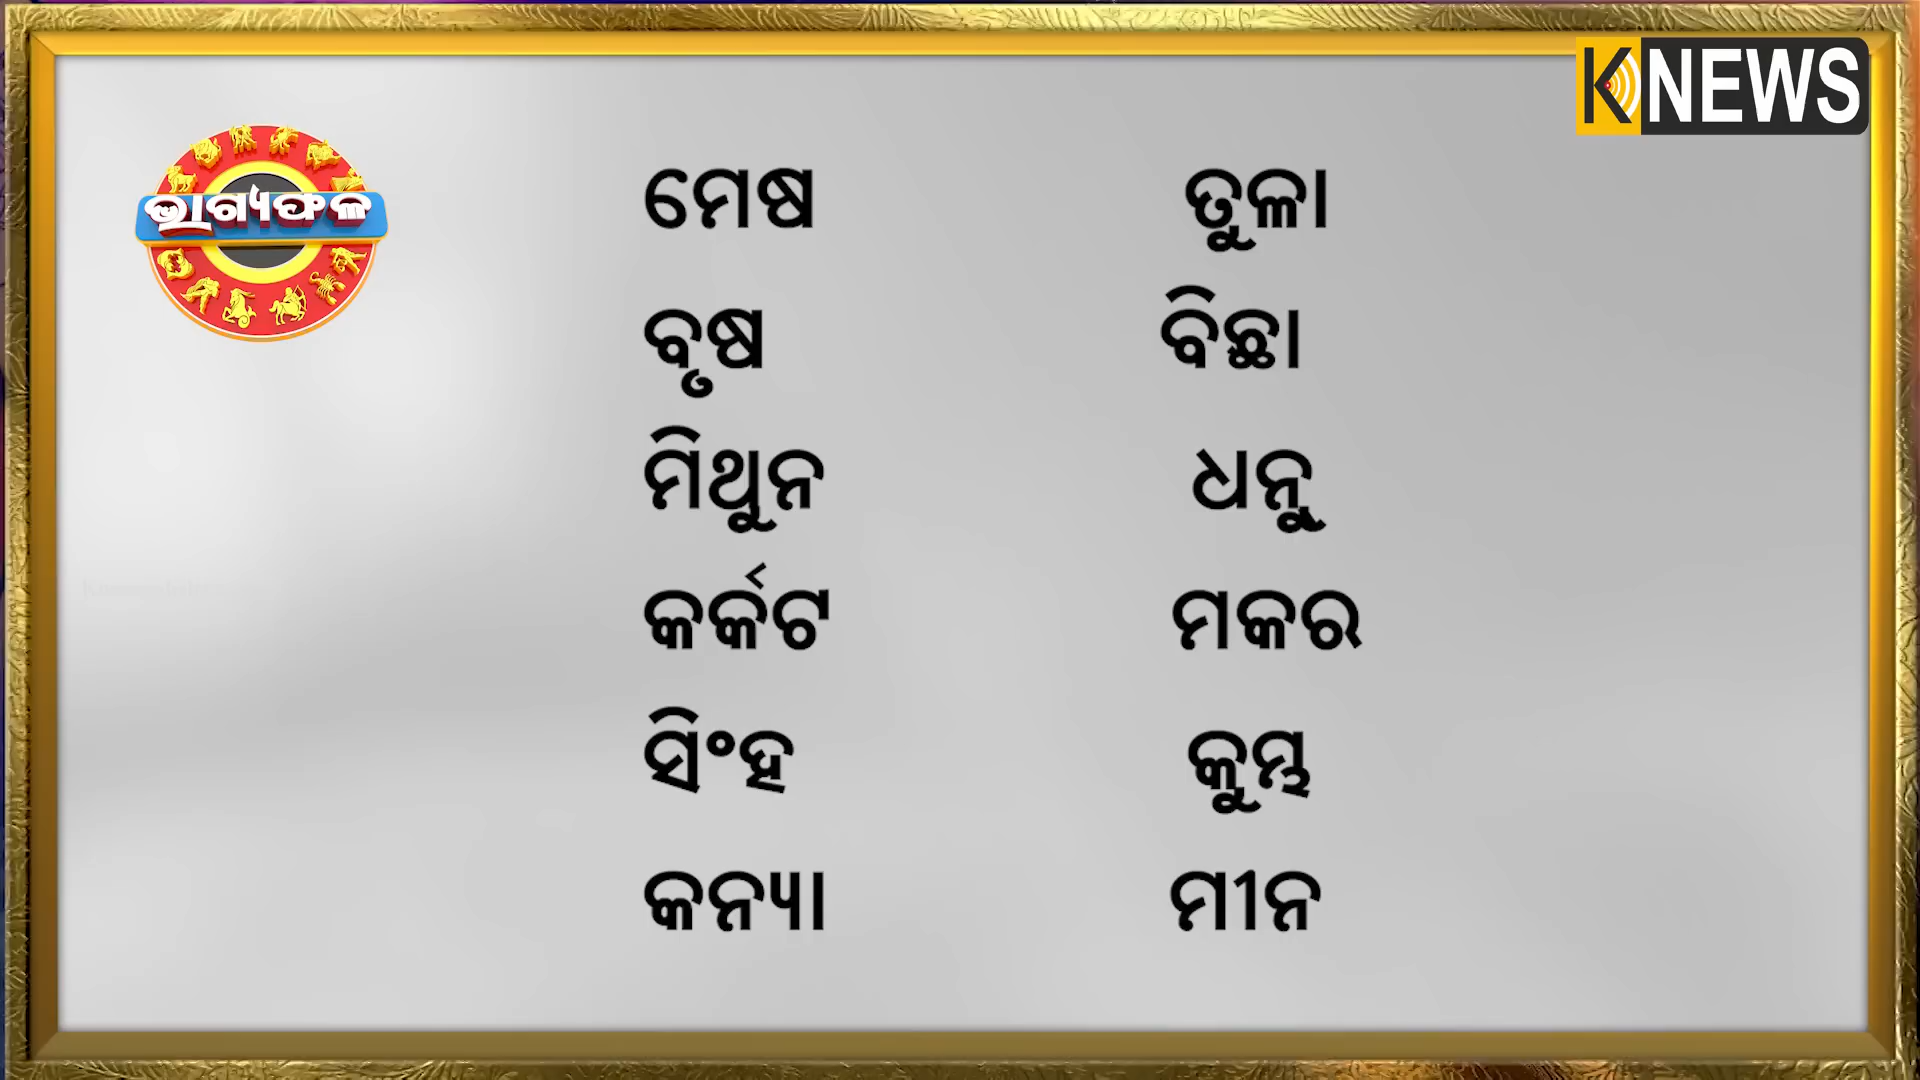 KNEWS
ଭାଗ୍ୟଫଳ
ମେଷ ତୁଳା
ବୃଷ ବିଛା
ମିଥୁନ ଧନୁ
କର୍କଟ ମକର
ସିଂହ କୁମ୍ଭ
କନ୍ୟା ମୀନ